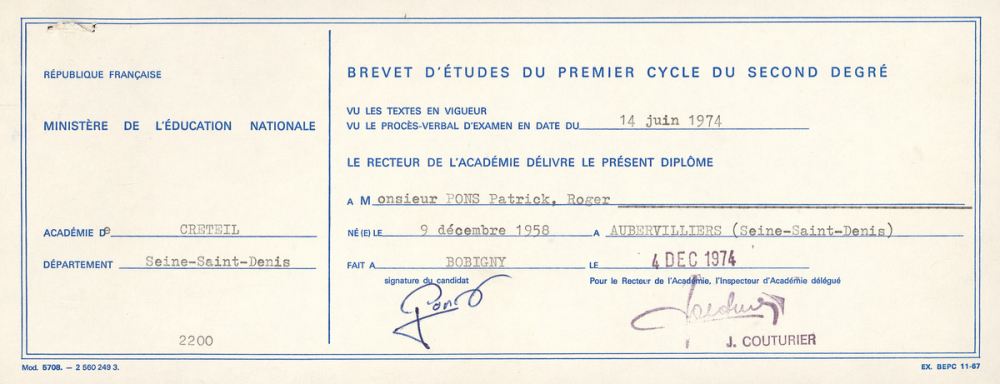 RÉPUBLIQUE FRANÇAISE
MINISTÈRE DE L'ÉDUCATION NATIONALE
ACADÉMIE De CRETEIL
DÉPARTEMENT Seine-Saint-Denis
2200
BREVET D'ÉTUDES DU PREMIER CYCLE DU SECOND DEGRÉ
VU LES TEXTES EN VIGUEUR
VU LE PROCÈS-VERBAL D'EXAMEN EN DATE DU 14 juin 1974
LE RECTEUR DE L'ACADÉMIE DÉLIVRE LE PRÉSENT DIPLÔME
A Monsieur PONS Patrick, Roger
NÉ (E) LE 9 décembre 1958 A AUBERVILLIERS (Seine-Saint-Denis)
FAIT A BOBIGNY LE 4 DEC 1974
signature du candidat Pour le Recteur de l'Académie, l'Inspecteur d'Académie délégué
Pons
J. COUTURIER
Mod. 5708. — 2 560 249 3. EX. BEPC 11-67